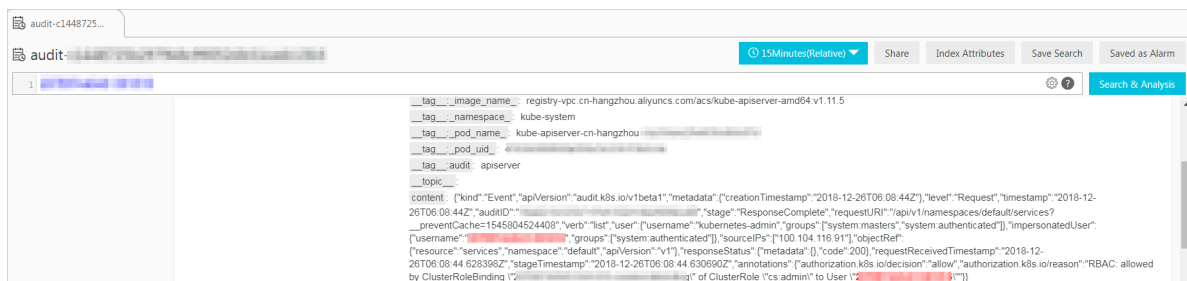 audit-c1448725...
audit-
15Minutes(Relative) Share Index Attributes Save Search Saved as Alarm
1 Search & Analysis
__tag__:_image_name_: registry-vpc.cn-hangzhou.aliyuncs.com/acs/kube-apiserver-amd64:v1.11.5
__tag__:_namespace_: kube-system
__tag__:_pod_name_: kube-apiserver-cn-hangzhou
__tag__:_pod_uid_:
__tag__:audit: apiserver
__topic__:
content: {"kind":"Event","apiVersion":"audit.k8s.io/v1beta1","metadata":{"creationTimestamp":"2018-12-26T06:08:44Z"},"level":"Request","timestamp":"2018-12-
26T06:08:44Z","auditID":" ","stage":"ResponseComplete","requestURI":"/api/v1/namespaces/default/services?
__preventCache=1545804524408","verb":"list","user":{"username":"kubernetes-admin","groups":["system:masters","system:authenticated"]},"impersonatedUser":
{"username":" ","groups":["system:authenticated"]},"sourceIPs":["100.104.116.91"],"objectRef":
{"resource":"services","namespace":"default","apiVersion":"v1"},"responseStatus":{"metadata":{},"code":200},"requestReceivedTimestamp":"2018-12-
26T06:08:44.628398Z","stageTimestamp":"2018-12-26T06:08:44.630690Z","annotations":{"authorization.k8s.io/decision":"allow","authorization.k8s.io/reason":"RBAC: allowed
by ClusterRoleBinding \"2 \" of ClusterRole \"cs:admin\" to User \"2 \""}}